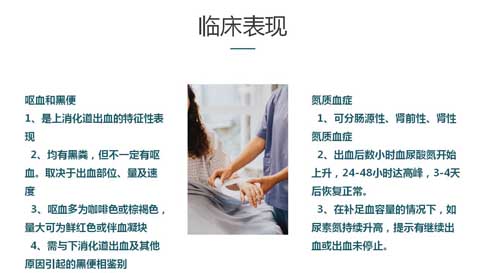 临床表现
呕血和黑便
1、是上消化道出血的特征性表
现
2、均有黑粪，但不一定有呕
血。取决于出血部位、量及速
度
3、呕血多为咖啡色或棕褐色，
量大可为鲜红色或伴血凝块
4、需与下消化道出血及其他
原因引起的黑便相鉴别
氮质血症
1、可分肠源性、肾前性、肾性
氮质血症
2、出血后数小时血尿酸氮开始
上升，24-48小时达高峰，3-4天
后恢复正常。
3、在补足血容量的情况下，如
尿素氮持续升高，提示有继续出
血或出血未停止。